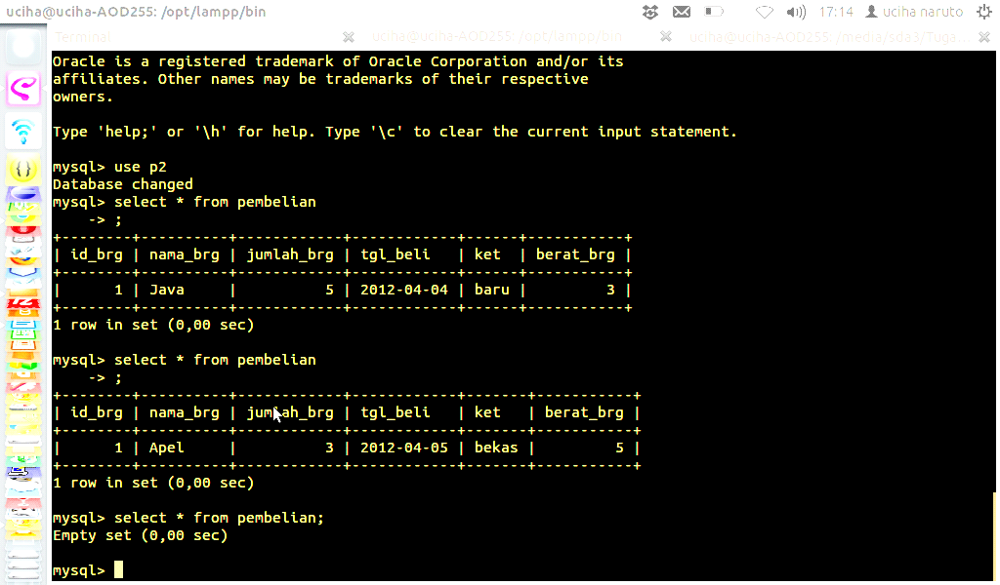 uciha@uciha-AOD255: /opt/lampp/bin
17:14
uciha naruto
Terminal
uciha@uciha-AOD255: /opt/lampp/bin
uciha@uciha-AOD255: /media/sda3/Tuga...
Oracle is a registered trademark of Oracle Corporation and/or its
affiliates. Other names may be trademarks of their respective
owners.
Type 'help;' or '\h' for help. Type '\c' to clear the current input statement.
mysql> use p2
Database changed
mysql> select * from pembelian
    -> ;
+--------+----------+------------+------------+------+-----------+
| id_brg | nama_brg | jumlah_brg | tgl_beli   | ket  | berat_brg |
+--------+----------+------------+------------+------+-----------+
|      1 | Java     |          5 | 2012-04-04 | baru |         3 |
+--------+----------+------------+------------+------+-----------+
1 row in set (0,00 sec)
mysql> select * from pembelian
    -> ;
+--------+----------+------------+------------+-------+-----------+
| id_brg | nama_brg | jumlah_brg | tgl_beli   | ket   | berat_brg |
+--------+----------+------------+------------+-------+-----------+
|      1 | Apel     |          3 | 2012-04-05 | bekas |         5 |
+--------+----------+------------+------------+-------+-----------+
1 row in set (0,00 sec)
mysql> select * from pembelian;
Empty set (0,00 sec)
mysql>